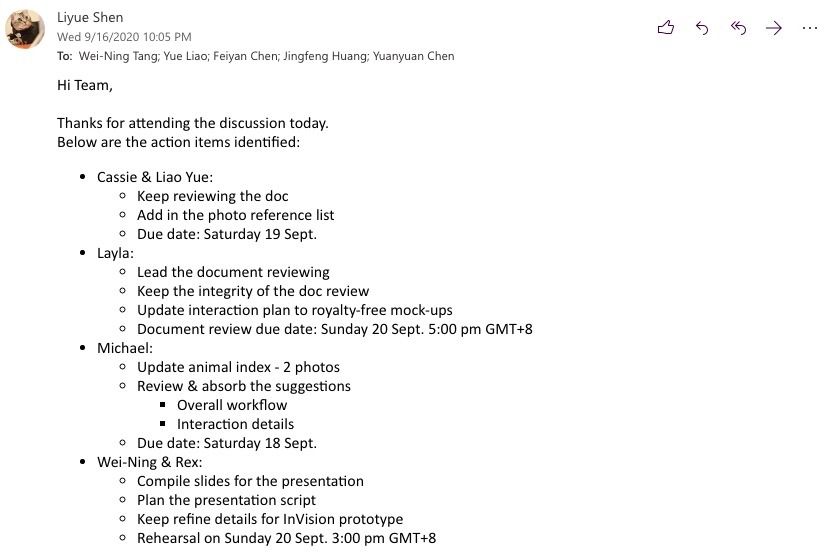 Liyue Shen
Wed 9/16/2020 10:05 PM
To: Wei-Ning Tang; Yue Liao; Feiyan Chen; Jingfeng Huang; Yuanyuan Chen
Hi Team,
Thanks for attending the discussion today.
Below are the action items identified:
• Cassie & Liao Yue:
○ Keep reviewing the doc
○ Add in the photo reference list
○ Due date: Saturday 19 Sept.
• Layla:
○ Lead the document reviewing
○ Keep the integrity of the doc review
○ Update interaction plan to royalty-free mock-ups
○ Document review due date: Sunday 20 Sept. 5:00 pm GMT+8
• Michael:
○ Update animal index - 2 photos
○ Review & absorb the suggestions
▪ Overall workflow
▪ Interaction details
○ Due date: Saturday 18 Sept.
• Wei-Ning & Rex:
○ Compile slides for the presentation
○ Plan the presentation script
○ Keep refine details for InVision prototype
○ Rehearsal on Sunday 20 Sept. 3:00 pm GMT+8